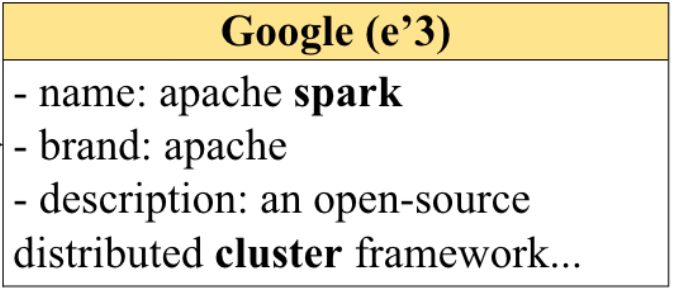 Google (e’3)
- name: apache spark
- brand: apache
- description: an open-source
distributed cluster framework...